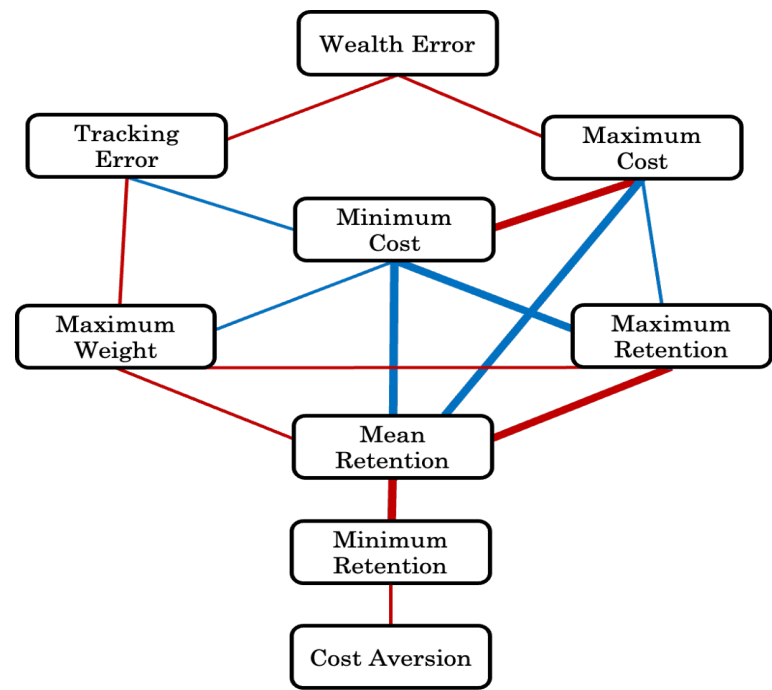 Wealth Error
Tracking
Error
Maximum
Cost
Minimum
Cost
Maximum
Weight
Maximum
Retention
Mean
Retention
Minimum
Retention
Cost Aversion